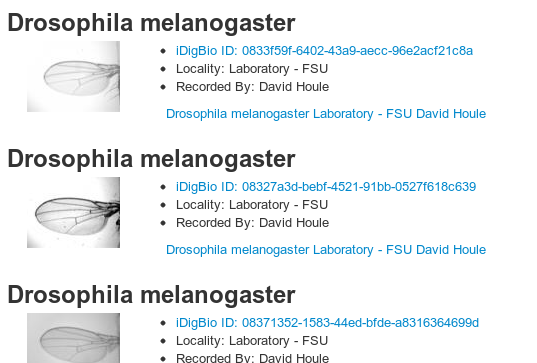 Drosophila melanogaster
iDigBio ID: 0833f59f-6402-43a9-aecc-96e2acf21c8a
Locality: Laboratory - FSU
Recorded By: David Houle
Drosophila melanogaster Laboratory - FSU David Houle
Drosophila melanogaster
iDigBio ID: 08327a3d-bebf-4521-91bb-0527f618c639
Locality: Laboratory - FSU
Recorded By: David Houle
Drosophila melanogaster Laboratory - FSU David Houle
Drosophila melanogaster
iDigBio ID: 08371352-1583-44ed-bfde-a8316364699d
Locality: Laboratory - FSU
Recorded By: David Houle